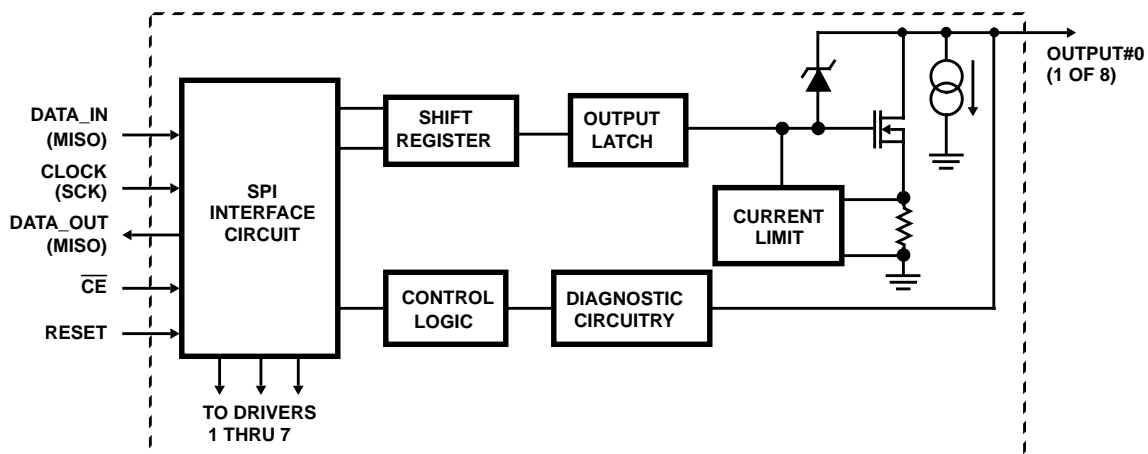 OUTPUT#0
(1 OF 8)
DATA_IN
(MISO)
CLOCK
(SCK)
DATA_OUT
(MISO)
CE
RESET
SPI
INTERFACE
CIRCUIT
SHIFT
REGISTER
OUTPUT
LATCH
CURRENT
LIMIT
CONTROL
LOGIC
DIAGNOSTIC
CIRCUITRY
TO DRIVERS
1 THRU 7